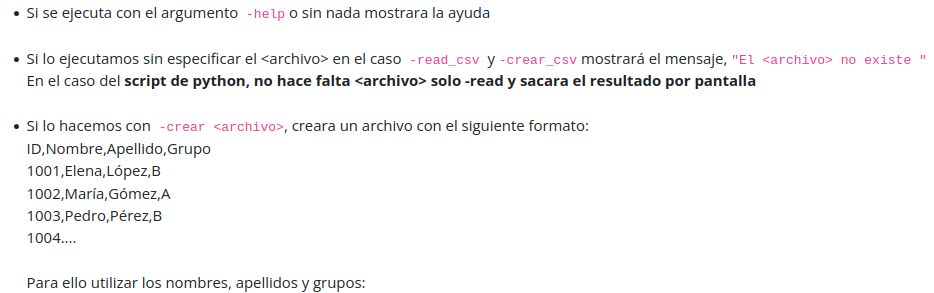 Si se ejecuta con el argumento -help o sin nada mostrara la ayuda
Si lo ejecutamos sin especificar el <archivo> en el caso -read_csv y -crear_csv mostrará el mensaje, "El <archivo> no existe "
En el caso del script de python, no hace falta <archivo> solo -read y sacara el resultado por pantalla
Si lo hacemos con -crear <archivo>, creara un archivo con el siguiente formato:
ID,Nombre,Apellido,Grupo
1001,Elena,López,B
1002,María,Gómez,A
1003,Pedro,Pérez,B
1004....
Para ello utilizar los nombres, apellidos y grupos: